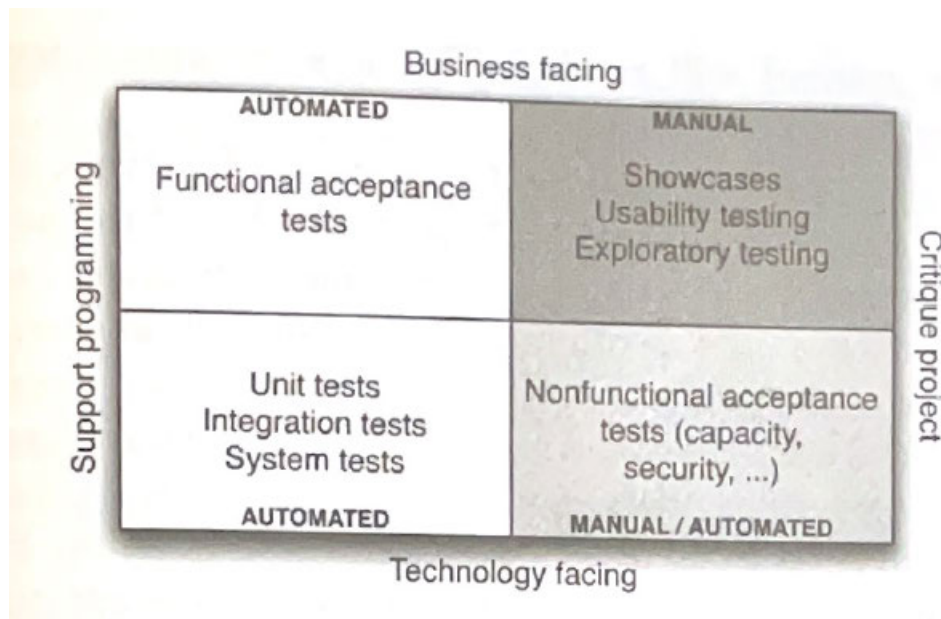 Business facing
AUTOMATED
Functional acceptance
tests
MANUAL
Showcases
Usability testing
Exploratory testing
Support programming
Critique project
Unit tests
Integration tests
System tests
AUTOMATED
Nonfunctional acceptance
tests (capacity,
security, ...)
MANUAL / AUTOMATED
Technology facing